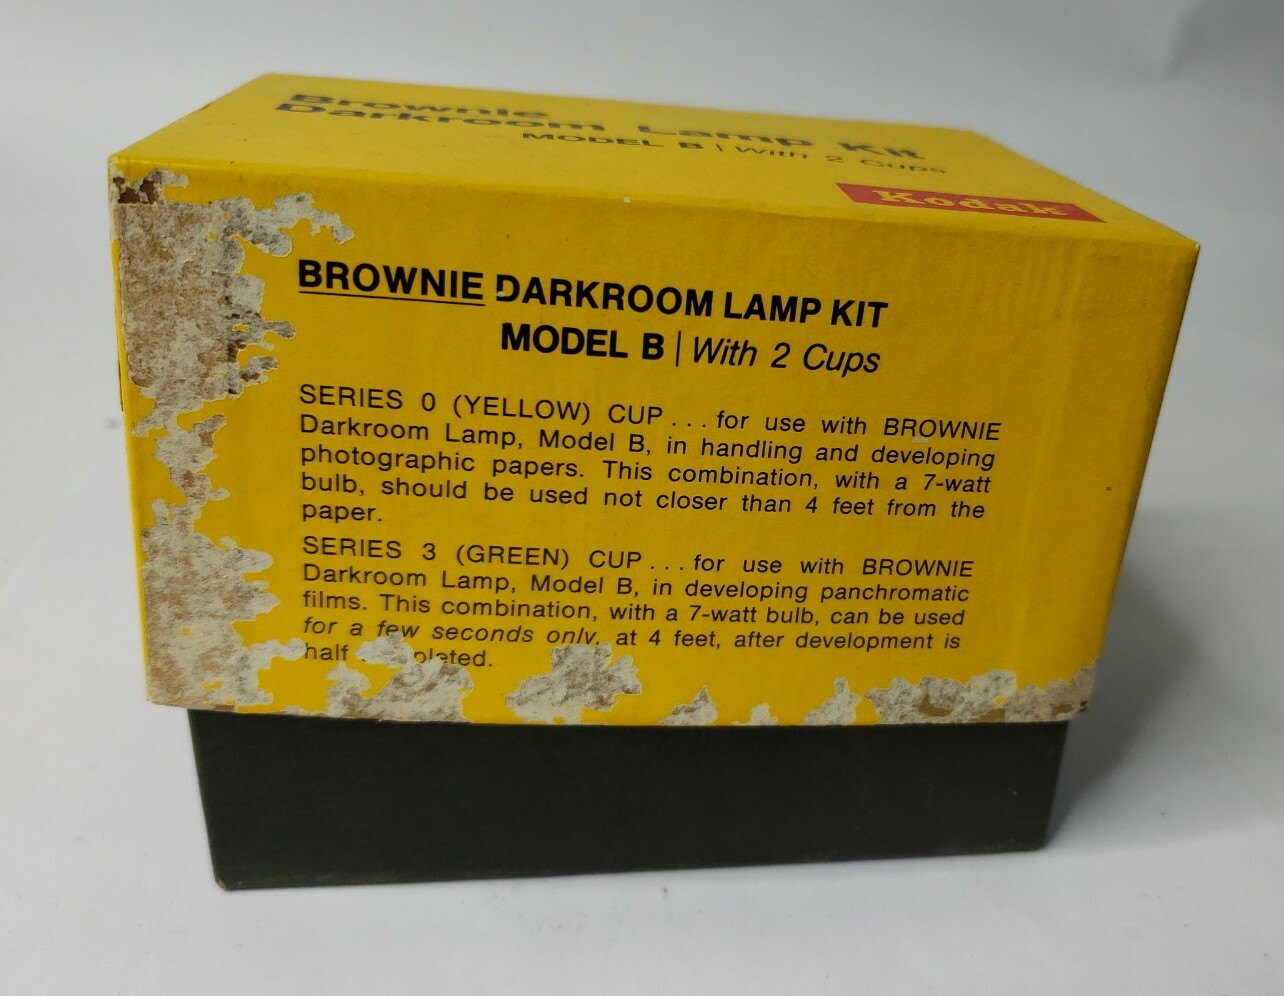 Brownie
Darkroom Lamp Kit
MODEL B | With 2 Cups
Kodak
BROWNIE DARKROOM LAMP KIT
MODEL B | With 2 Cups
SERIES 0 (YELLOW) CUP . . . for use with BROWNIE
Darkroom Lamp, Model B, in handling and developing
photographic papers. This combination, with a 7-watt
bulb, should be used not closer than 4 feet from the
paper.
SERIES 3 (GREEN) CUP . . . for use with BROWNIE
Darkroom Lamp, Model B, in developing panchromatic
films. This combination, with a 7-watt bulb, can be used
for a few seconds only, at 4 feet, after development is
half